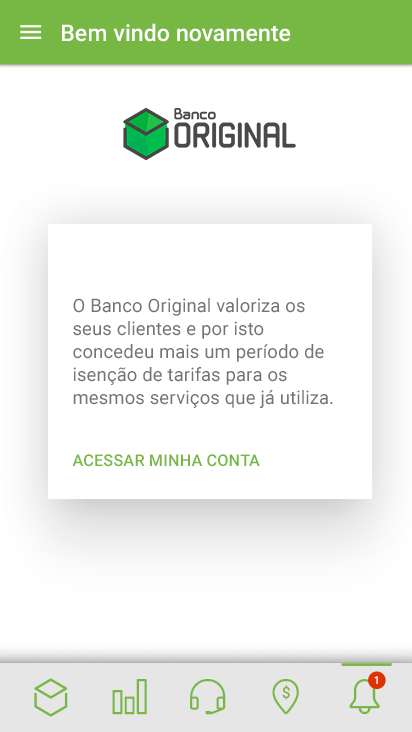 Bem vindo novamente
Banco
ORIGINAL
O Banco Original valoriza os
seus clientes e por isto
concedeu mais um período de
isenção de tarifas para os
mesmos serviços que já utiliza.
ACESSAR MINHA CONTA
$
1